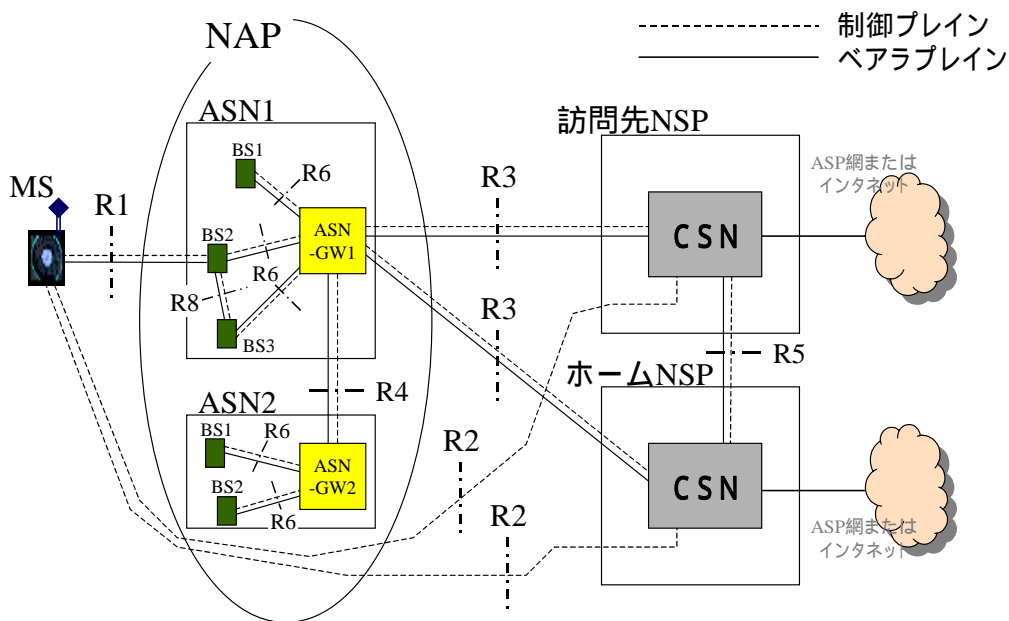 制御プレイン
ベアラプレイン
NAP
ASN1
訪問先NSP
BS1
R6
ASP網または
インタネット
MS
R1
R3
BS2
ASN
-GW1
CSN
R6
R8
R3
BS3
R5
ホームNSP
R4
ASN2
BS1
R6
R2
ASN
-GW2
CSN
BS2
R6
R2
ASP網または
インタネット